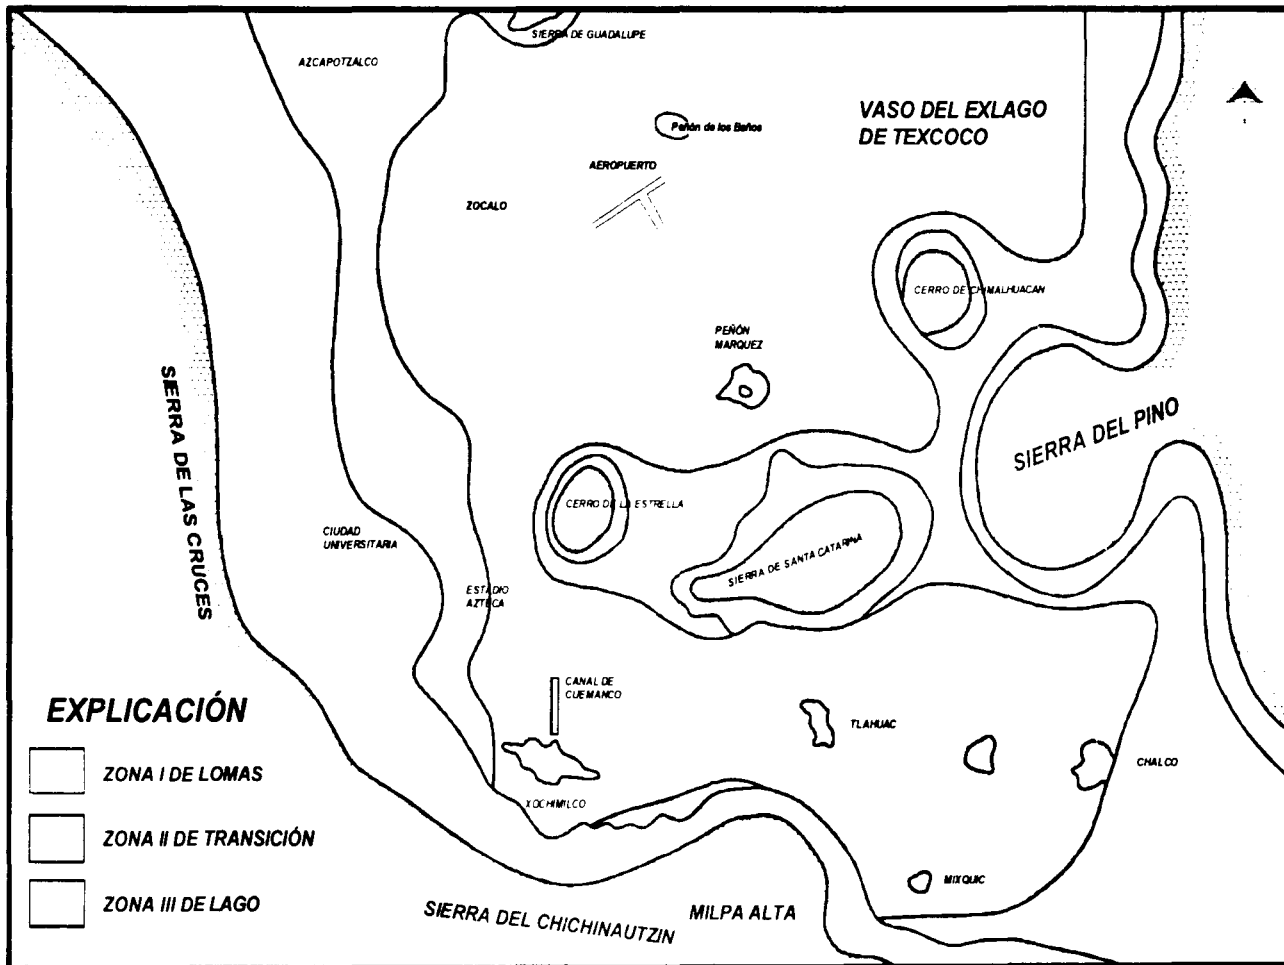 SIERRA DE GUADALUPE
AZCAPOTZALCO
VASO DEL EXLAGO
DE TEXCOCO
Peñón de los Baños
AEROPUERTO
ZOCALO
CERRO DE CHIMALHUACAN
PEÑÓN
MARQUEZ
SIERRA DE LAS CRUCES
SIERRA DEL PINO
CERRO DE LA ESTRELLA
CIUDAD
UNIVERSITARIA
SIERRA DE SANTA CATARINA
ESTADIO
AZTECA
CANAL DE
CUEMANCO
EXPLICACIÓN
TLAHUAC
CHALCO
ZONA I DE LOMAS
XOCHIMILCO
ZONA II DE TRANSICIÓN
MIXQUIC
ZONA III DE LAGO
SIERRA DEL CHICHINAUTZIN
MILPA ALTA